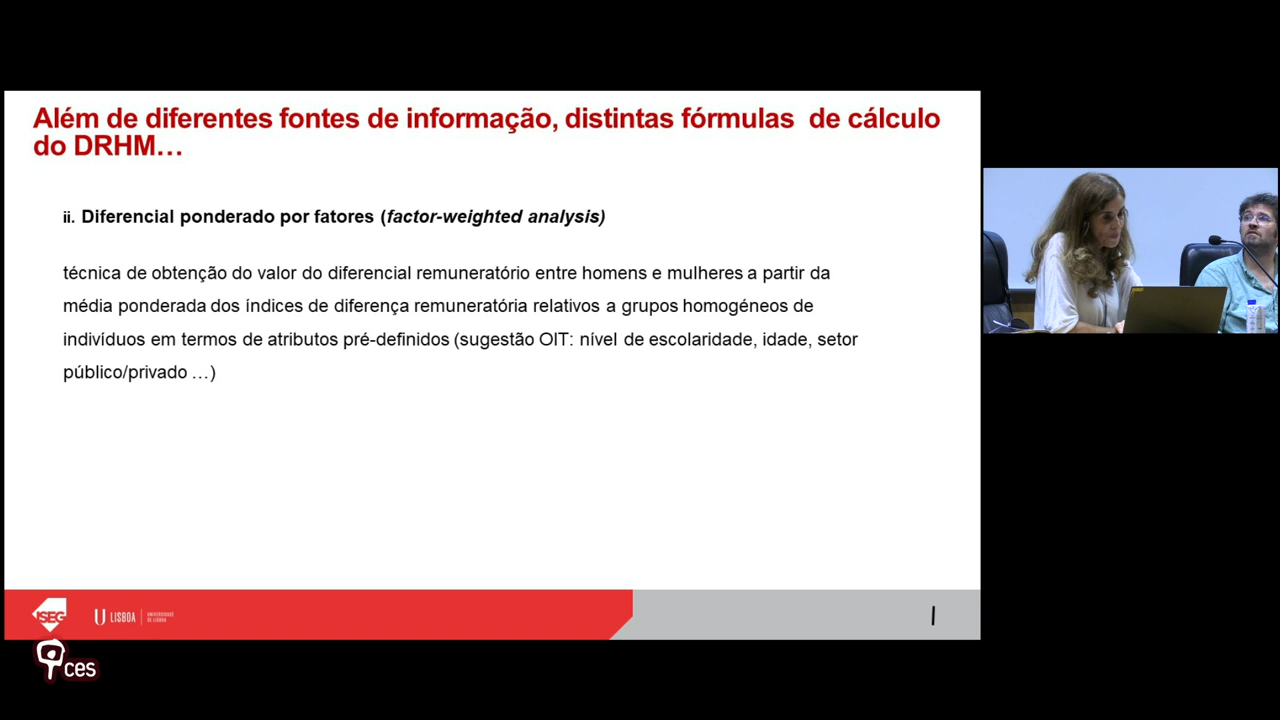 Além de diferentes fontes de informação, distintas fórmulas de cálculo
do DRHM…
ii. Diferencial ponderado por fatores (factor-weighted analysis)
técnica de obtenção do valor do diferencial remuneratório entre homens e mulheres a partir da
média ponderada dos índices de diferença remuneratória relativos a grupos homogéneos de
indivíduos em termos de atributos pré-definidos (sugestão OIT: nível de escolaridade, idade, setor
público/privado …)
ISEG
U LISBOA
UNIVERSIDADE
DE LISBOA
ces